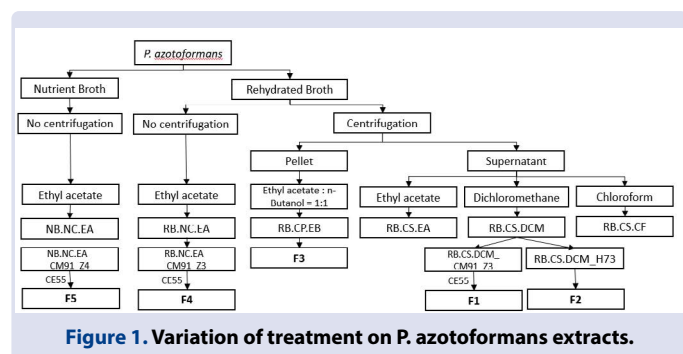 P. azotoformans
Nutrient Broth
Rehydrated Broth
No centrifugation
No centrifugation
Centrifugation
Pellet
Supernatant
Ethyl acetate
Ethyl acetate
Ethyl acetate : n-
Butanol = 1:1
Ethyl acetate
Dichloromethane
Chloroform
NB.NC.EA
RB.NC.EA
RB.CP.EB
RB.CS.EA
RB.CS.DCM
RB.CS.CF
NB.NC.EA
CM91_Z4
RB.NC.EA
CM91_Z3
F3
RB.CS.DCM_
CM91_Z3
RB.CS.DCM_H73
CE55
CE55
CE55
F5
F4
F1
F2
Figure 1. Variation of treatment on P. azotoformans extracts.